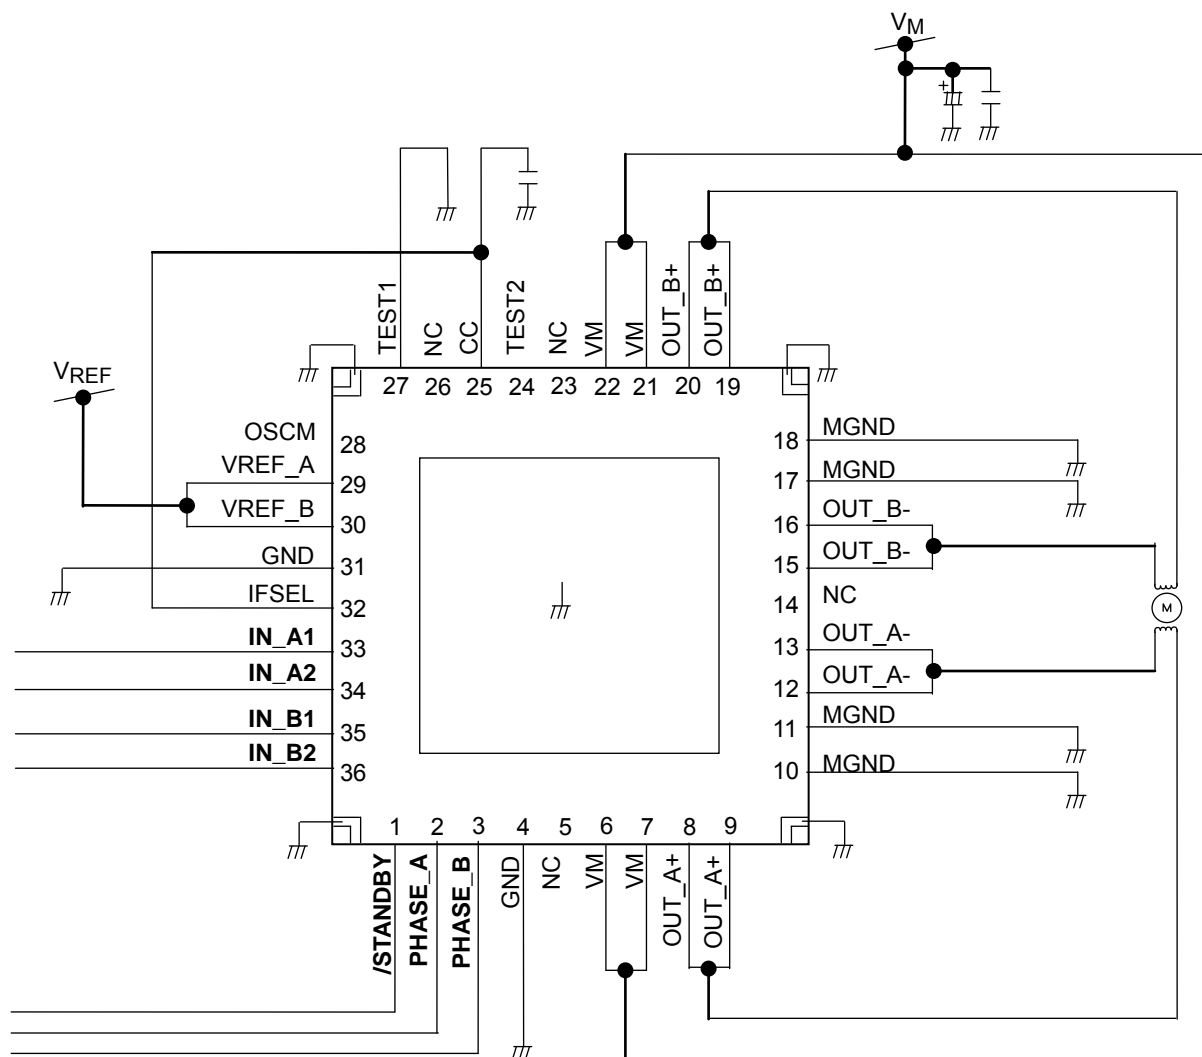 VM
TEST1
NC
CC
TEST2
NC
VM
VM
OUT_B+
OUT_B+
27 26 25 24 23 22 21 20 19
VREF
OSCM 28
VREF_A 29
VREF_B 30
GND 31
IFSEL 32
IN_A1 33
IN_A2 34
IN_B1 35
IN_B2 36
18 MGND
17 MGND
16 OUT_B-
15 OUT_B-
14 NC
13 OUT_A-
12 OUT_A-
11 MGND
10 MGND
M
+
1 2 3 4 5 6 7 8 9
/STANDBY
PHASE_A
PHASE_B
GND
NC
VM
VM
OUT_A+
OUT_A+